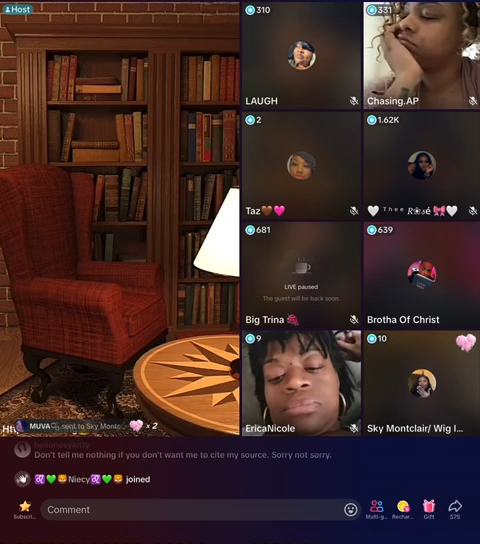 Host
310
LAUGH
331
Chasing.AP
2
Taz🤎💗
1.62K
🤍 ᵀʰᵉᵉ 𝑅❀𝓈é 🎀🤍
681
LIVE paused
The guest will be back soon.
Big Trina 🍇
639
Brotha Of Christ
9
EricaNicole
10
Sky Montclair/ Wig I...
MUVA sent to Sky Montc
x 2
Don't tell me nothing if you don't want me to cite my source. Sorry not sorry.
♌💚🦁Niecy♌💚🦁 joined
Comment
Subscri...
Multi-g...
Rechar...
Gift
575